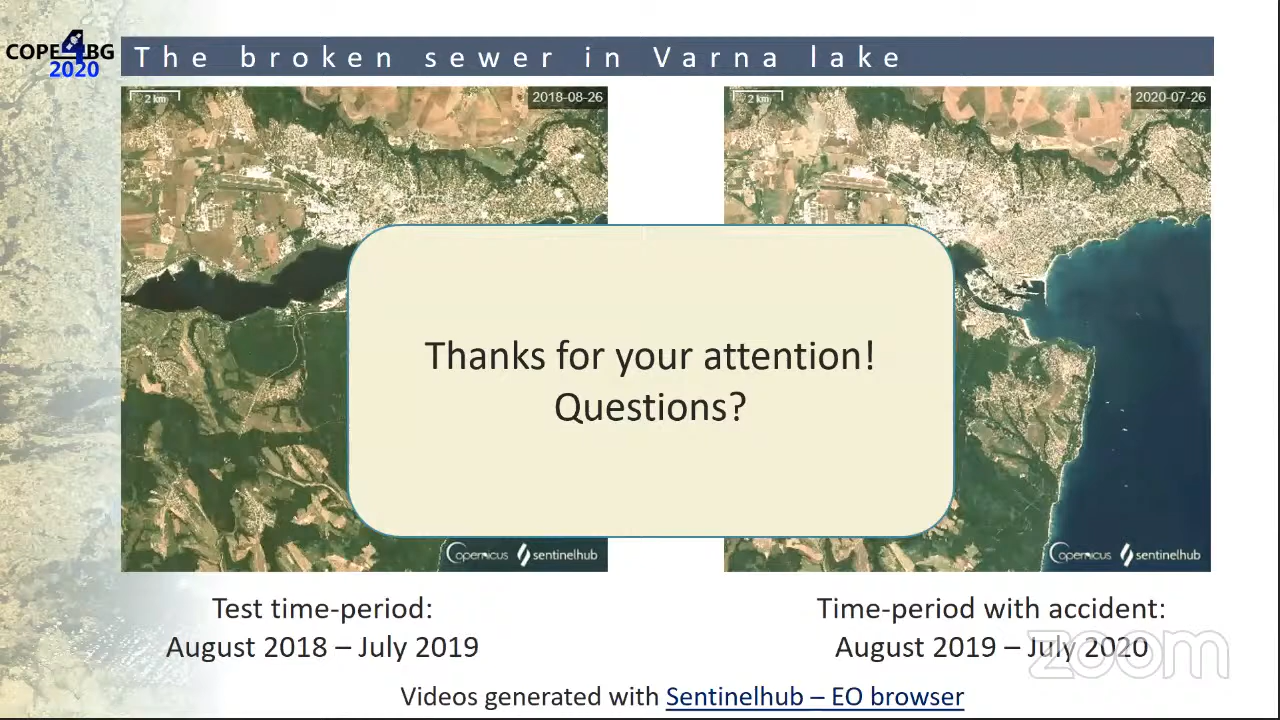 COPE4BG
2020
The broken sewer in Varna lake
2 km
2018-08-26
2 km
2020-07-26
Thanks for your attention!
Questions?
Copernicus sentinelhub
Copernicus sentinelhub
Test time-period:
August 2018 – July 2019
Time-period with accident:
August 2019 – July 2020
zoom
Videos generated with Sentinelhub – EO browser